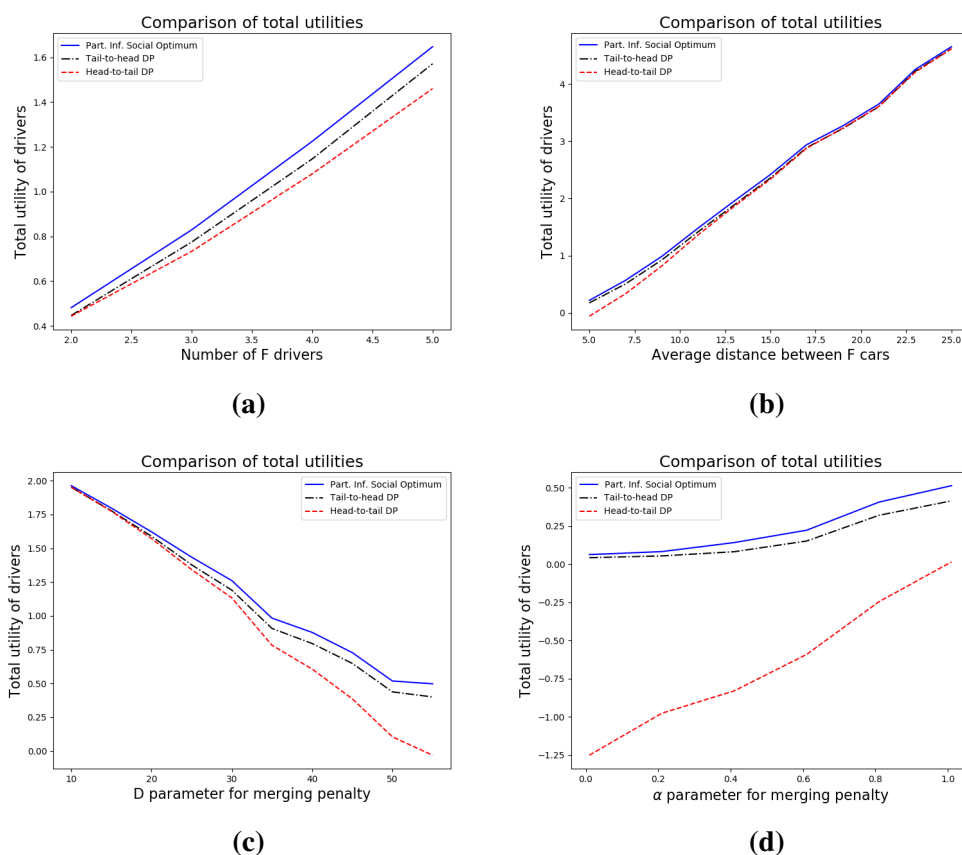 Comparison of total utilities
Part. Inf. Social Optimum
Tail-to-head DP
Head-to-tail DP
Total utility of drivers
1.6
1.4
1.2
1.0
0.8
0.6
0.4
2.0 2.5 3.0 3.5 4.0 4.5 5.0
Number of F drivers
(a)
Comparison of total utilities
Part. Inf. Social Optimum
Tail-to-head DP
Head-to-tail DP
Total utility of drivers
4
3
2
1
0
5.0 7.5 10.0 12.5 15.0 17.5 20.0 22.5 25.0
Average distance between F cars
(b)
Comparison of total utilities
Part. Inf. Social Optimum
Tail-to-head DP
Head-to-tail DP
Total utility of drivers
2.00
1.75
1.50
1.25
1.00
0.75
0.50
0.25
0.00
10 20 30 40 50
D parameter for merging penalty
(c)
Comparison of total utilities
Part. Inf. Social Optimum
Tail-to-head DP
Head-to-tail DP
Total utility of drivers
0.50
0.25
0.00
−0.25
−0.50
−0.75
−1.00
−1.25
0.0 0.2 0.4 0.6 0.8 1.0
α parameter for merging penalty
(d)